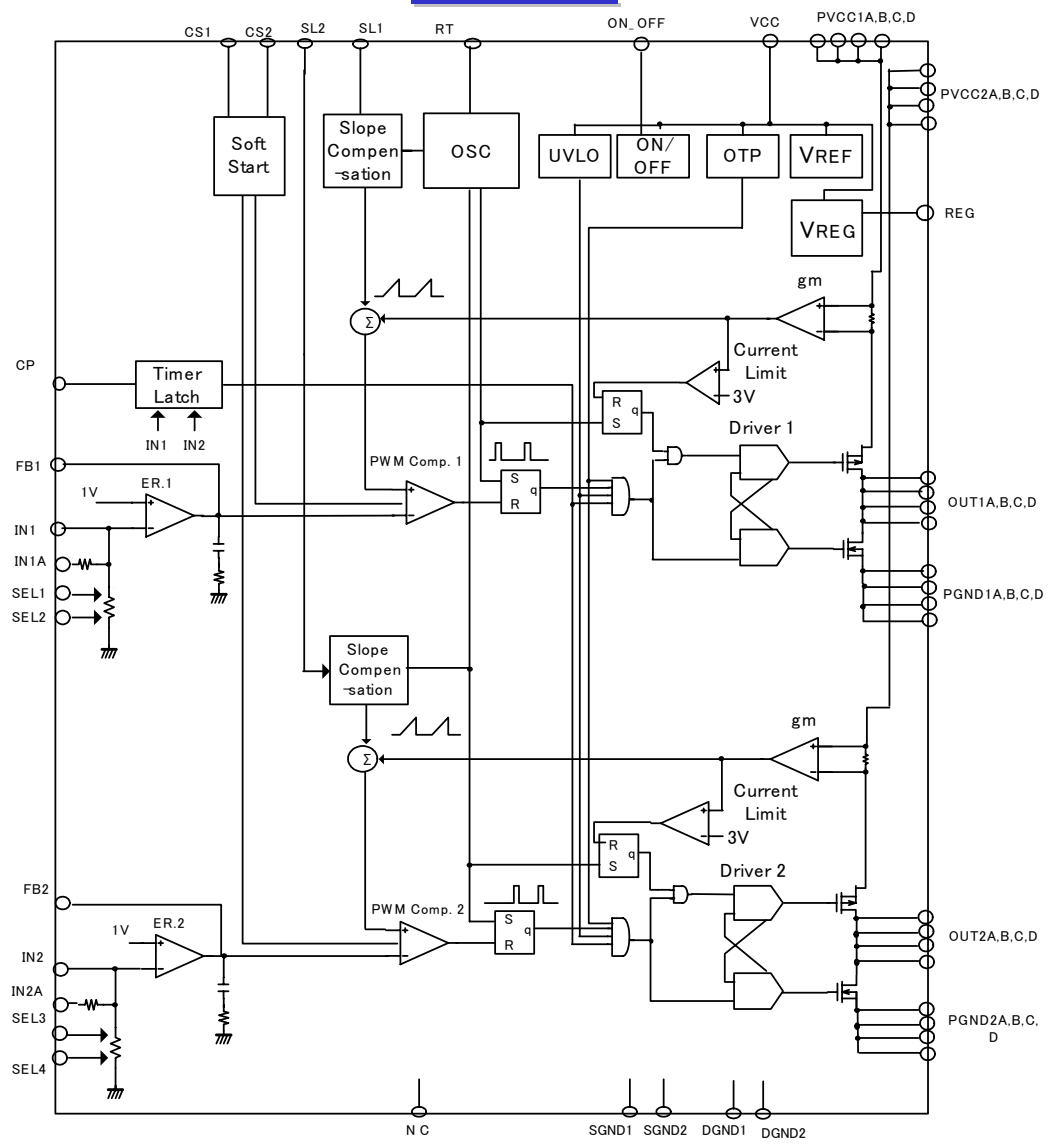 CS1
CS2
SL2
SL1
RT
ON_OFF
VCC
PVCC1A,B,C,D
PVCC2A,B,C,D
Soft
Start
Slope
Compen
-sation
OSC
UVLO
ON/
OFF
OTP
VREF
VREG
REG
gm
Σ
CP
Timer
Latch
IN1
IN2
Current
Limit
3V
R
S
q
Driver 1
FB1
PWM Comp. 1
S
R
q
1V
ER.1
+
-
+
-
IN1
IN1A
SEL1
SEL2
OUT1A,B,C,D
PGND1A,B,C,D
Slope
Compen
-sation
gm
Σ
Current
Limit
3V
R
S
q
Driver 2
FB2
PWM Comp. 2
S
R
q
1V
ER.2
+
-
+
-
IN2
IN2A
SEL3
SEL4
OUT2A,B,C,D
PGND2A,B,C,
D
N C
SGND1
SGND2
DGND1
DGND2